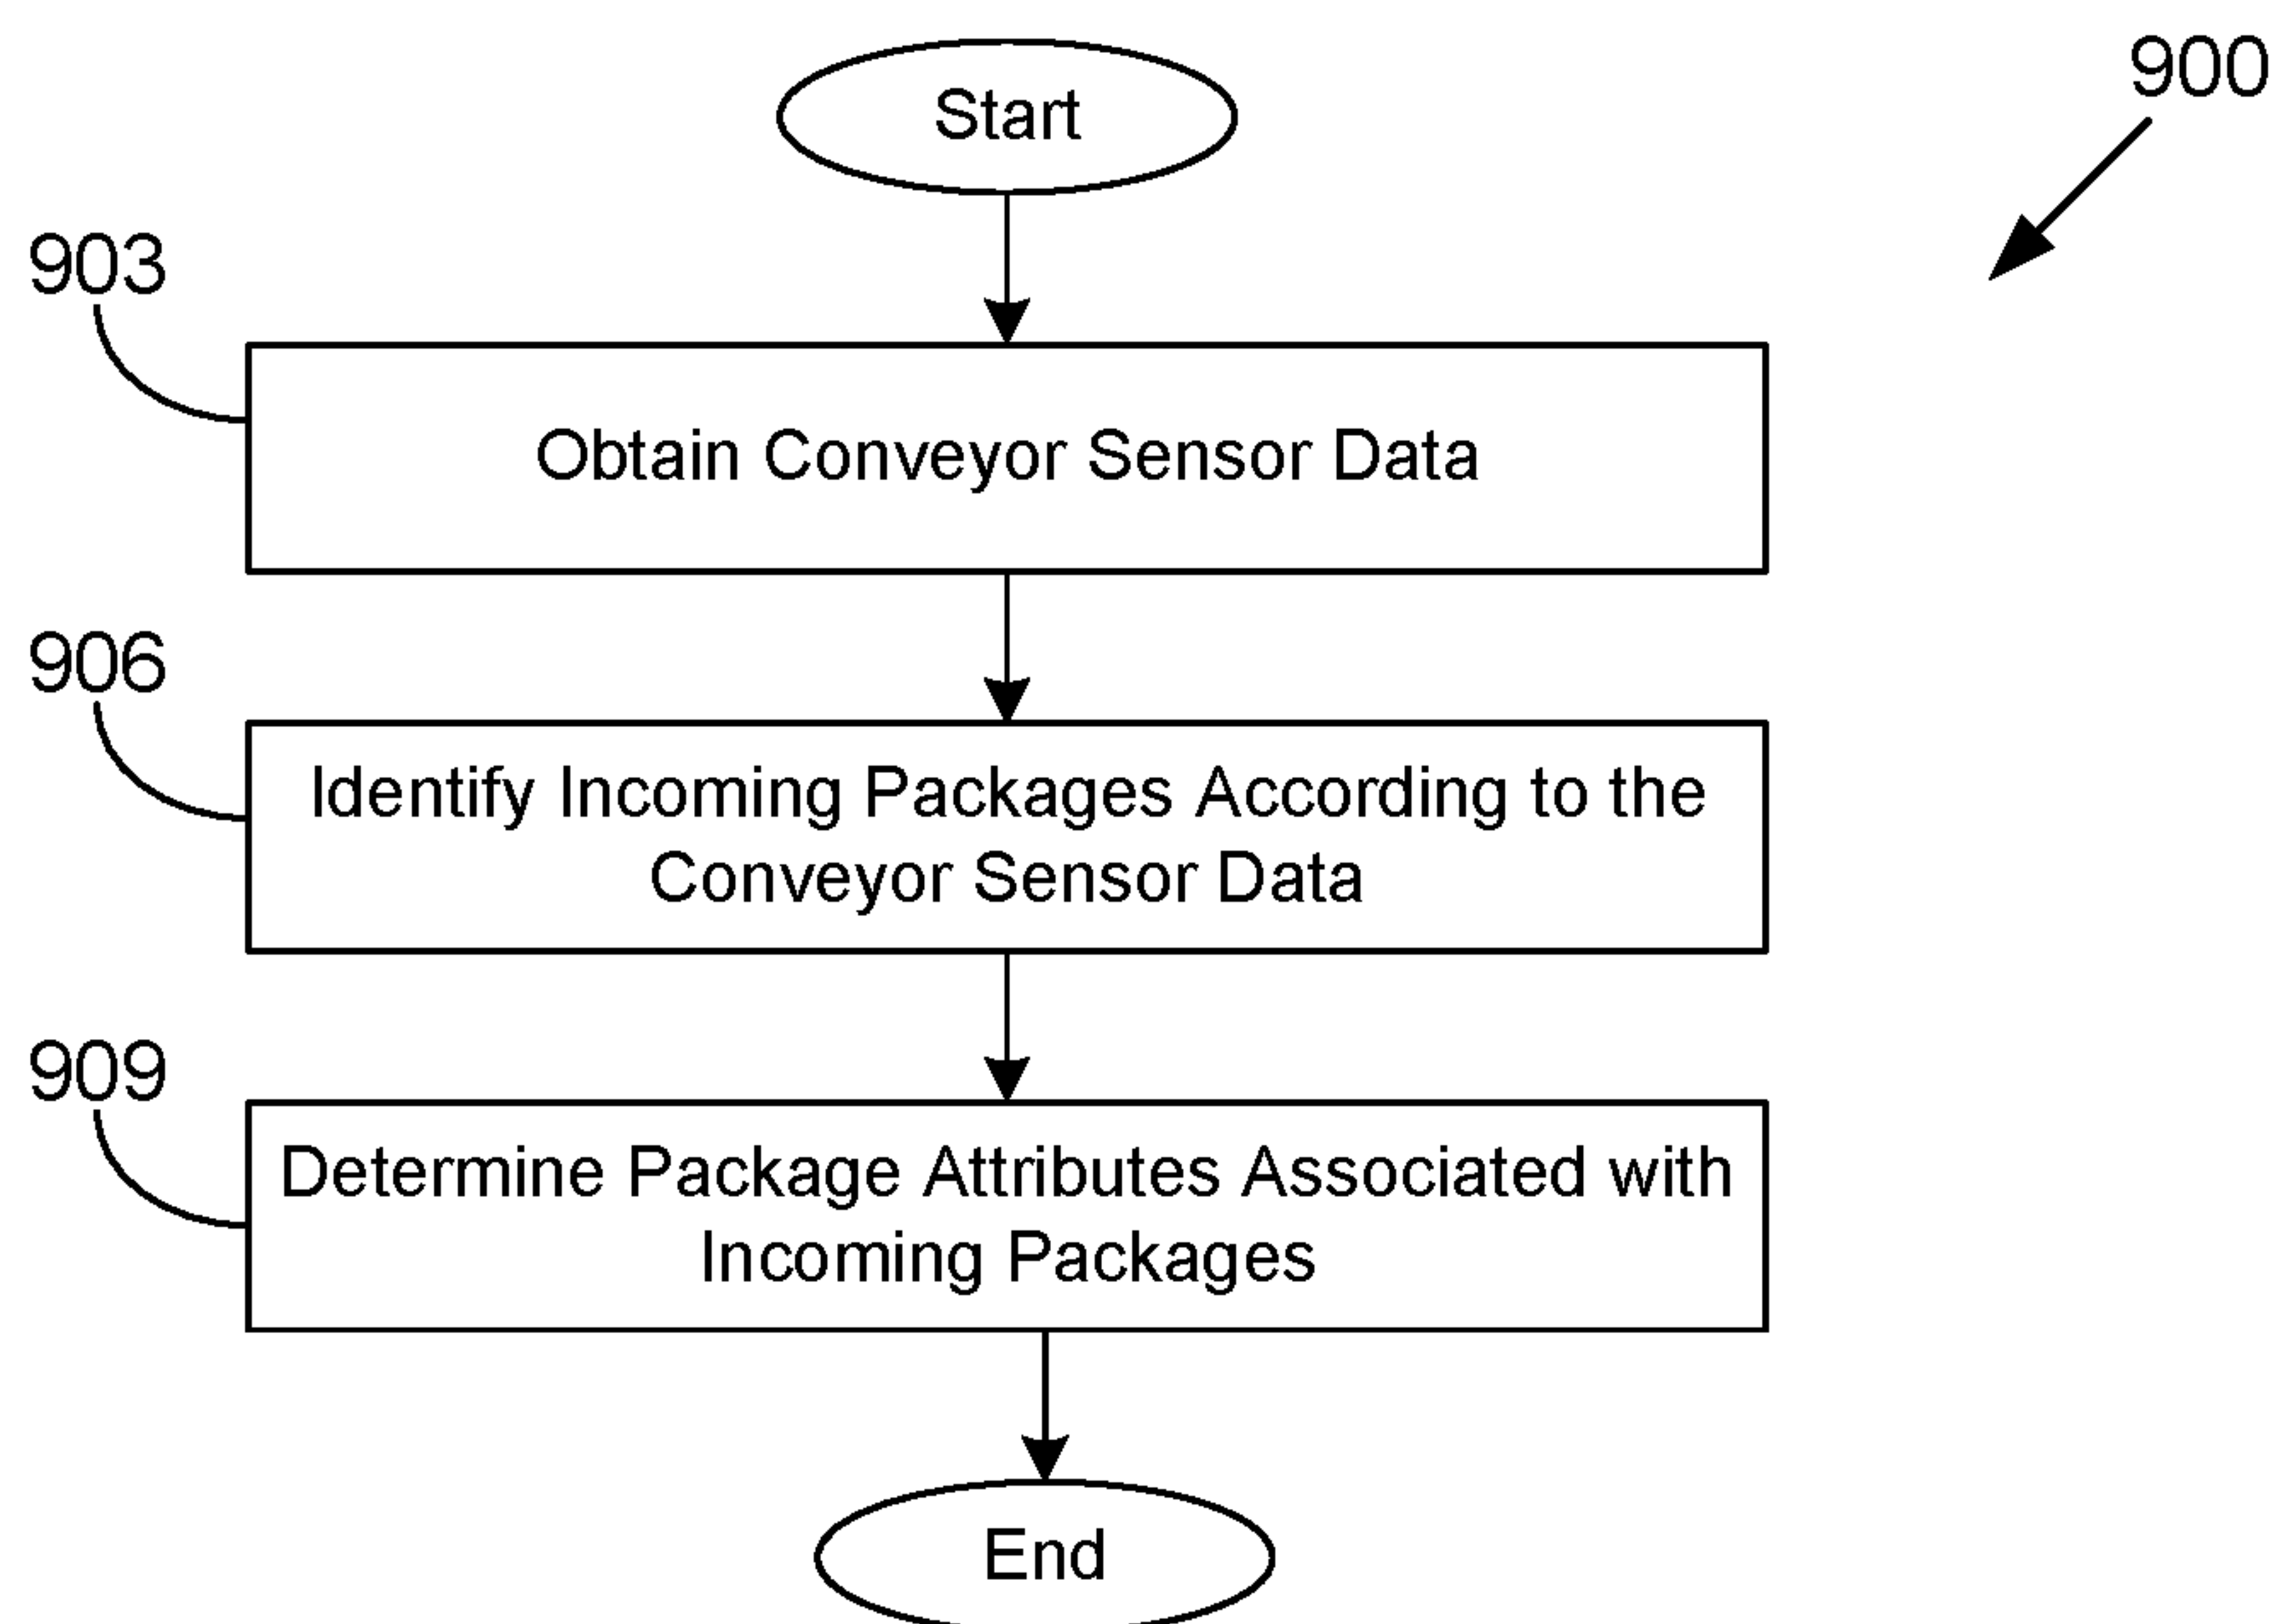 Start
900
903
Obtain Conveyor Sensor Data
906
Identify Incoming Packages According to the
Conveyor Sensor Data
909
Determine Package Attributes Associated with
Incoming Packages
End